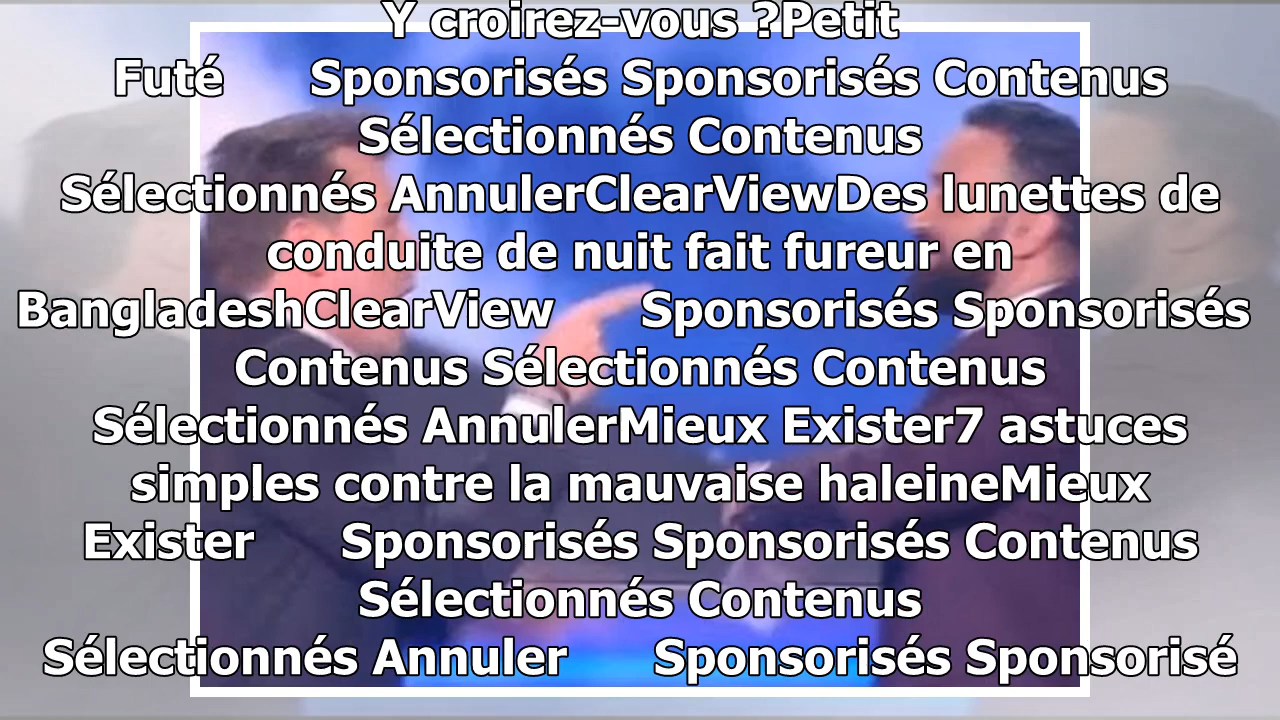 Y croirez-vous ?Petit
Futé Sponsorisés Sponsorisés Contenus
Sélectionnés Contenus
Sélectionnés AnnulerClearViewDes lunettes de
conduite de nuit fait fureur en
BangladeshClearView Sponsorisés Sponsorisés
Contenus Sélectionnés Contenus
Sélectionnés AnnulerMieux Exister7 astuces
simples contre la mauvaise haleineMieux
Exister Sponsorisés Sponsorisés Contenus
Sélectionnés Contenus
Sélectionnés Annuler Sponsorisés Sponsorisé